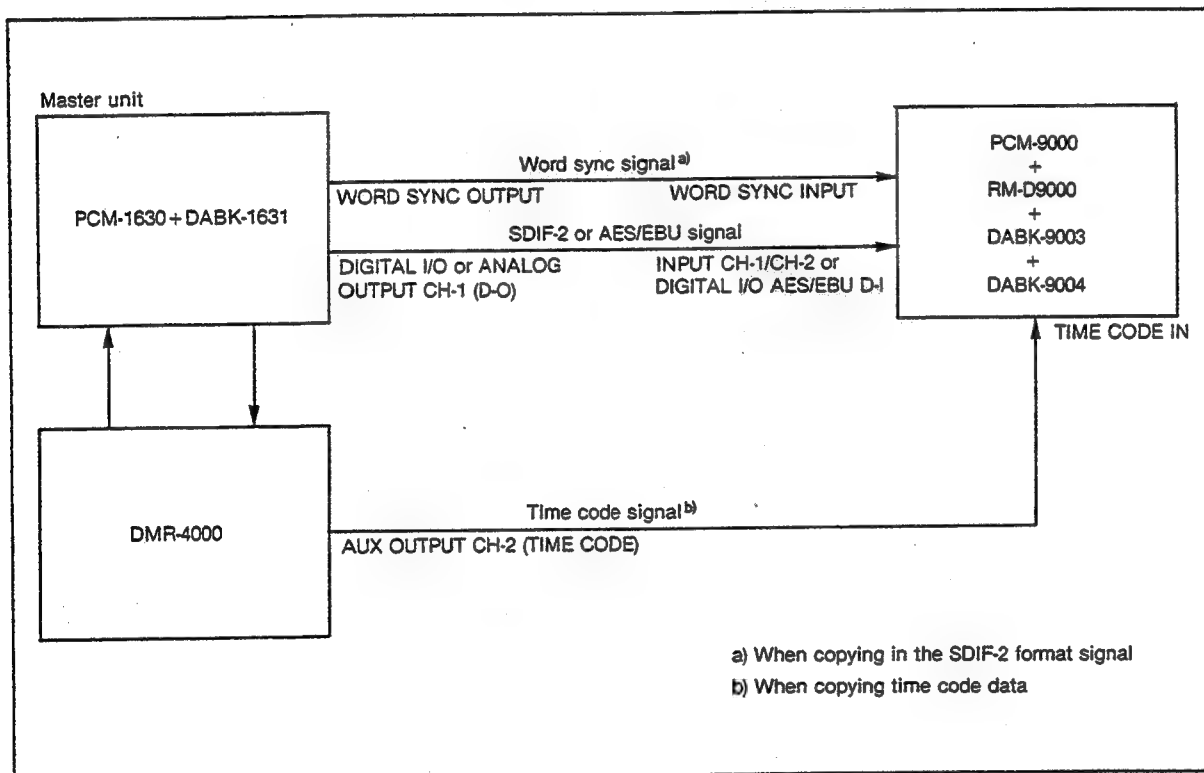 Master unit
PCM-1630+DABK-1631
Word sync signal a)
WORD SYNC OUTPUT
WORD SYNC INPUT
SDIF-2 or AES/EBU signal
DIGITAL I/O or ANALOG
OUTPUT CH-1 (D-O)
INPUT CH-1/CH-2 or
DIGITAL I/O AES/EBU D-I
PCM-9000
+
RM-D9000
+
DABK-9003
+
DABK-9004
TIME CODE IN
DMR-4000
Time code signal b)
AUX OUTPUT CH-2 (TIME CODE)
a) When copying in the SDIF-2 format signal
b) When copying time code data